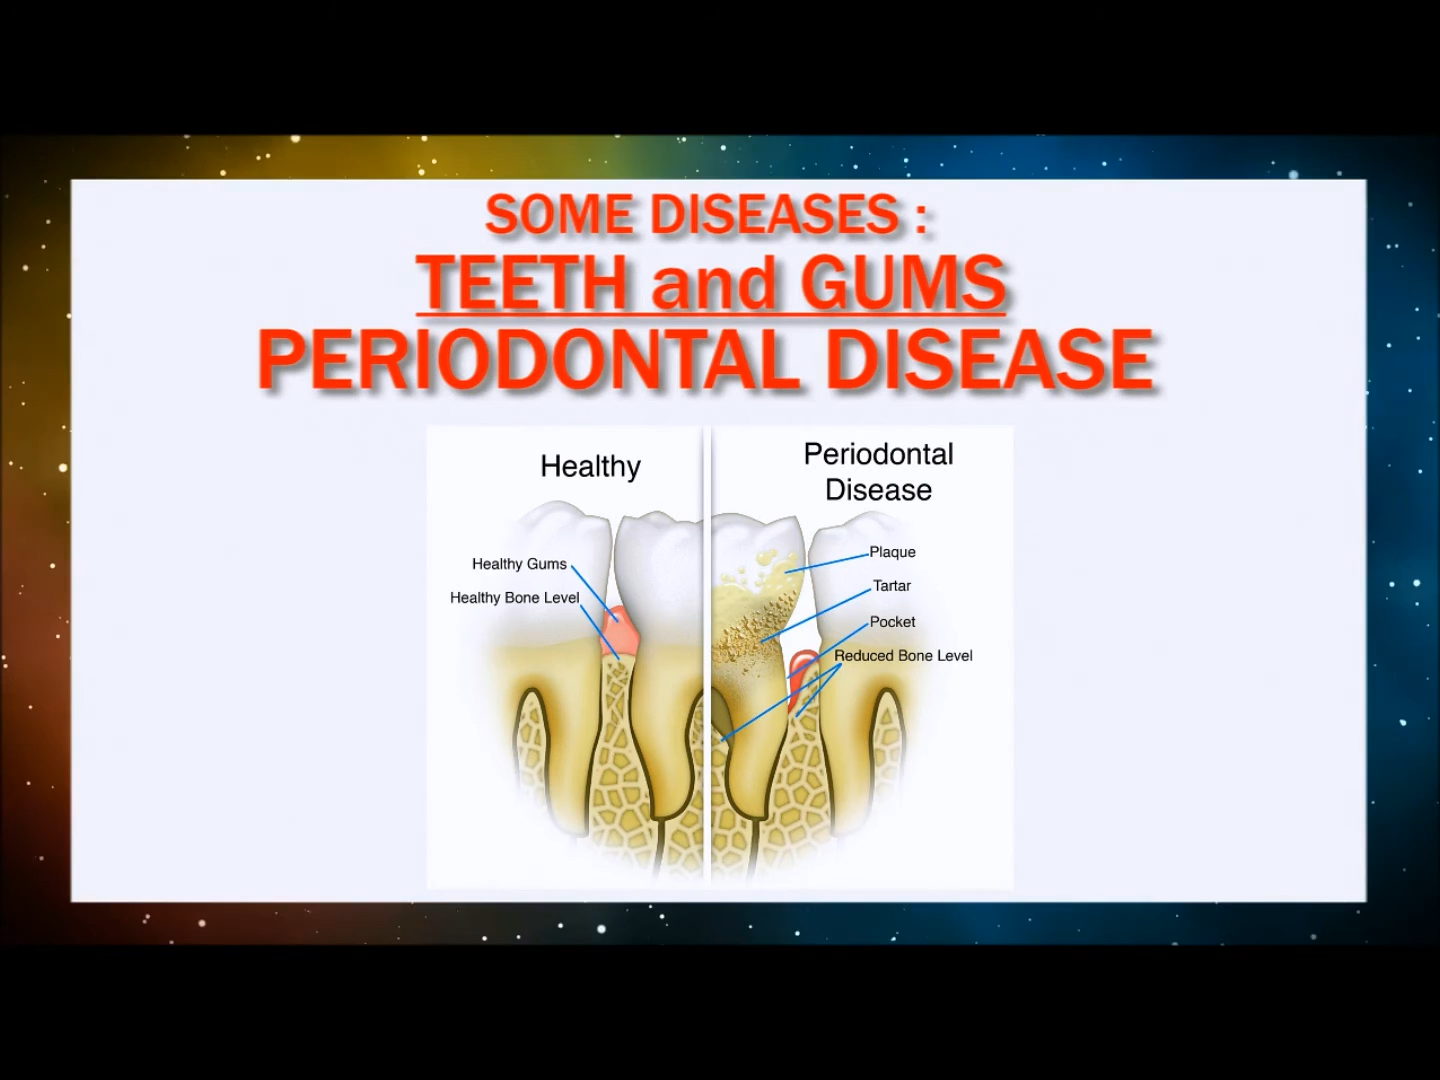 SOME DISEASES :
TEETH and GUMS
PERIODONTAL DISEASE
Healthy
Healthy Gums
Healthy Bone Level
Periodontal
Disease
Plaque
Tartar
Pocket
Reduced Bone Level